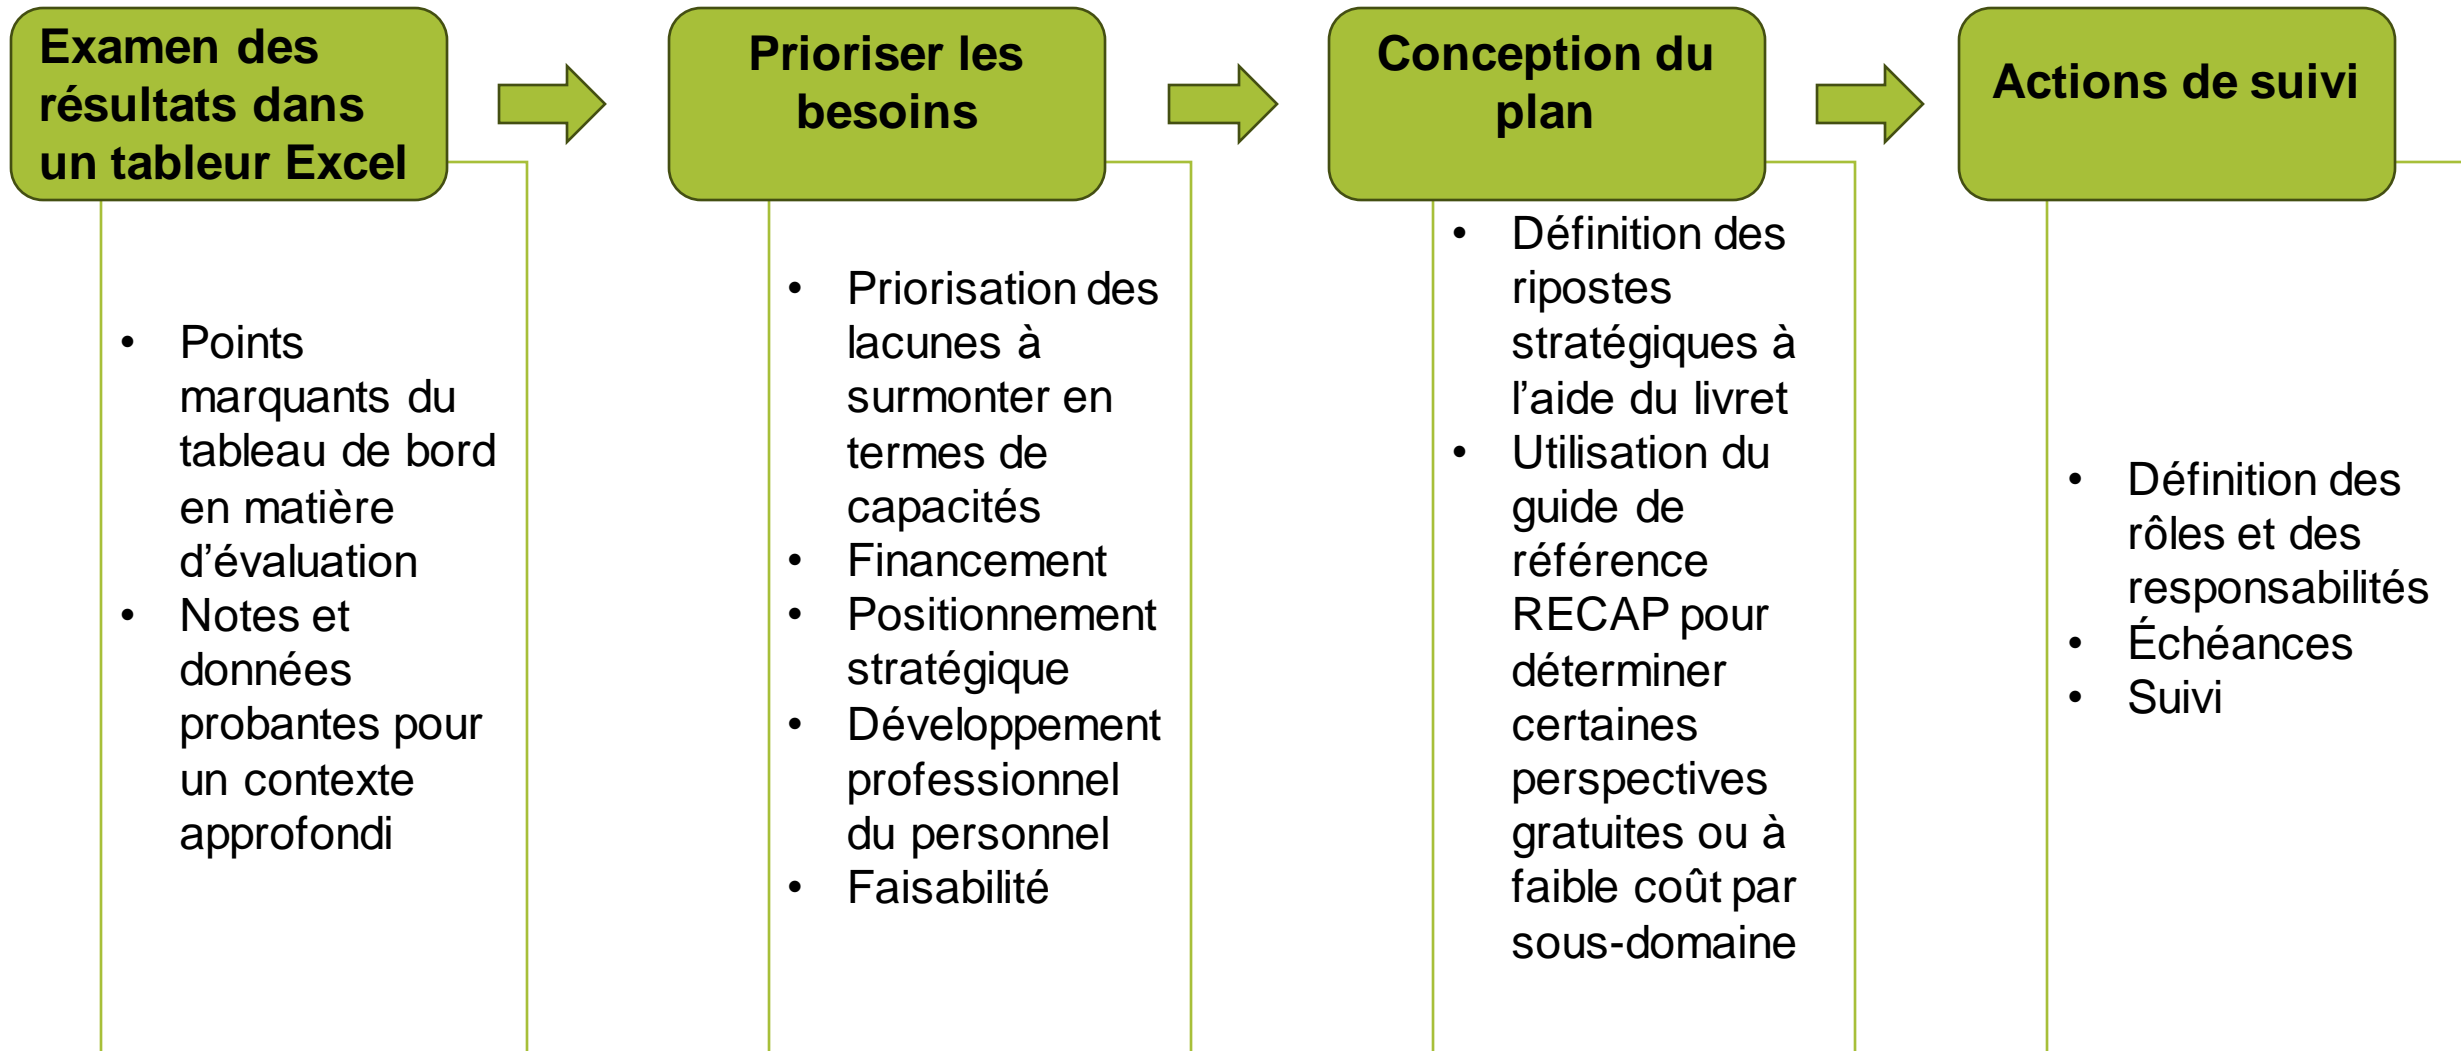 Examen des
résultats dans
un tableur Excel
• Points
marquants du
tableau de bord
en matière
d’évaluation
• Notes et
données
probantes pour
un contexte
approfondi
Prioriser les
besoins
• Priorisation des
lacunes à
surmonter en
termes de
capacités
• Financement
• Positionnement
stratégique
• Développement
professionnel
du personnel
• Faisabilité
Conception du
plan
• Définition des
ripostes
stratégiques à
l’aide du livret
• Utilisation du
guide de
référence
RECAP pour
déterminer
certaines
perspectives
gratuites ou à
faible coût par
sous-domaine
Actions de suivi
• Définition des
rôles et des
responsabilités
• Échéances
• Suivi